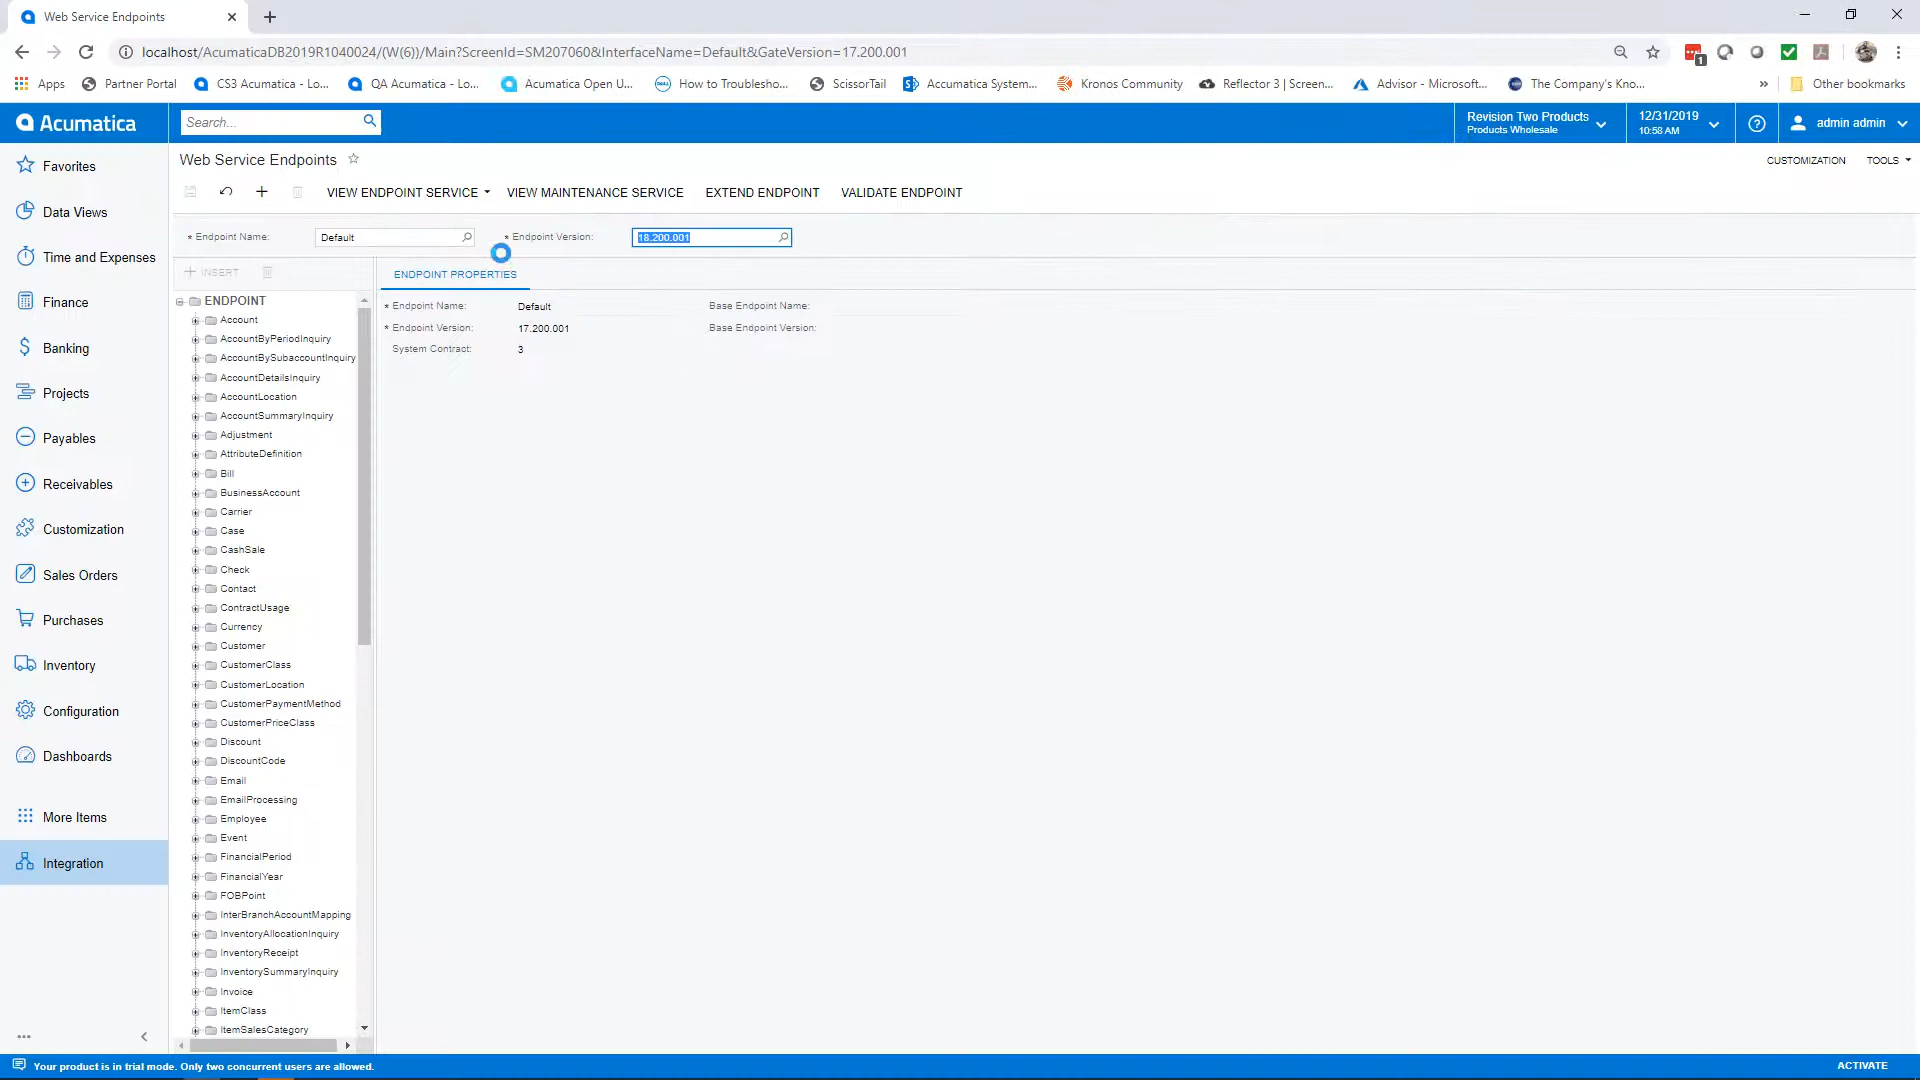 Web Service Endpoints
localhost/AcumaticaDB2019R1040024/(W(6))/Main?ScreenId=SM207060&InterfaceName=Default&GateVersion=17.200.001
1
Apps Partner Portal CS3 Acumatica - Lo... QA Acumatica - Lo... Acumatica Open U... How to Troublesho... ScissorTail Accumatica System... Kronos Community Reflector 3 | Screen... Advisor - Microsoft... The Company's Kno... » Other bookmarks
Acumatica
Search...
Revision Two Products
Products Wholesale
12/31/2019
10:58 AM
admin admin
Favorites
Data Views
Time and Expenses
Finance
Banking
Projects
Payables
Receivables
Customization
Sales Orders
Purchases
Inventory
Configuration
Dashboards
More Items
Integration
Web Service Endpoints
CUSTOMIZATION TOOLS
VIEW ENDPOINT SERVICE VIEW MAINTENANCE SERVICE EXTEND ENDPOINT VALIDATE ENDPOINT
* Endpoint Name: Default * Endpoint Version: 18.200.001
INSERT
ENDPOINT
Account
AccountByPeriodInquiry
AccountBySubaccountInquiry
AccountDetailsInquiry
AccountLocation
AccountSummaryInquiry
Adjustment
AttributeDefinition
Bill
BusinessAccount
Carrier
Case
CashSale
Check
Contact
ContractUsage
Currency
Customer
CustomerClass
CustomerLocation
CustomerPaymentMethod
CustomerPriceClass
Discount
DiscountCode
Email
EmailProcessing
Employee
Event
FinancialPeriod
FinancialYear
FOBPoint
InterBranchAccountMapping
InventoryAllocationInquiry
InventoryReceipt
InventorySummaryInquiry
Invoice
ItemClass
ItemSalesCategory
ENDPOINT PROPERTIES
* Endpoint Name: Default Base Endpoint Name:
* Endpoint Version: 17.200.001 Base Endpoint Version:
System Contract: 3
Your product is in trial mode. Only two concurrent users are allowed.
ACTIVATE